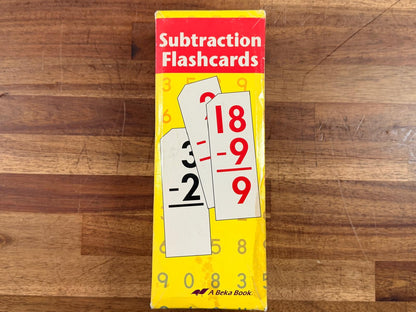 Subtraction
Flashcards
18
-9
9
3
-2
A Beka Book